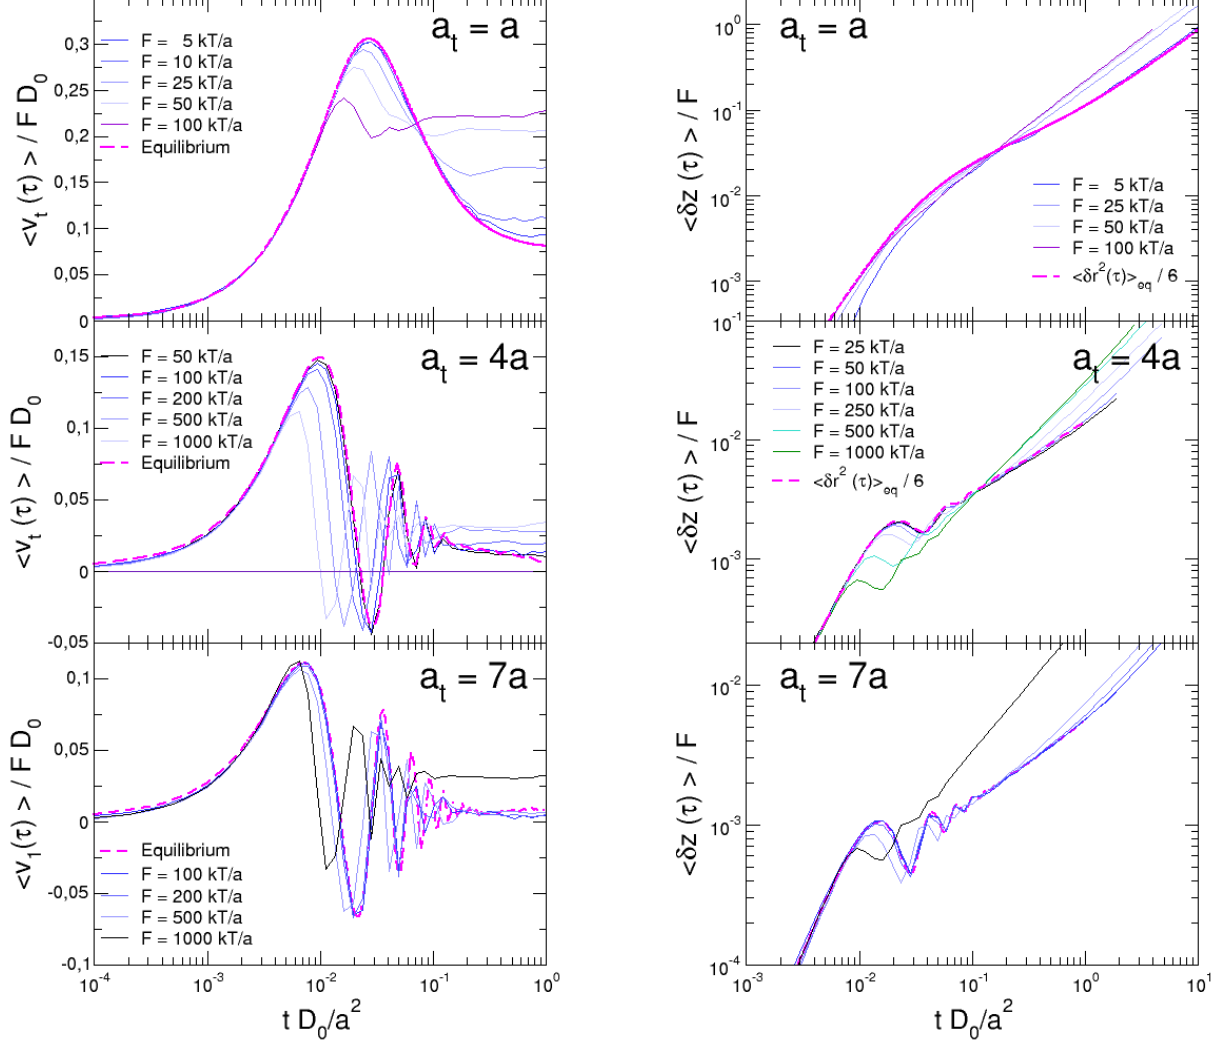 a_t = a
<v_t (τ) > / F D_0
0,3
0,25
0,2
0,15
0,1
0,05
0
F = 5 kT/a
F = 10 kT/a
F = 25 kT/a
F = 50 kT/a
F = 100 kT/a
Equilibrium
a_t = 4a
<v_t (τ) > / F D_0
0,15
0,1
0,05
0
-0,05
F = 50 kT/a
F = 100 kT/a
F = 200 kT/a
F = 500 kT/a
F = 1000 kT/a
Equilibrium
a_t = 7a
<v_1(τ) > / F D_0
0,1
0,05
0
-0,05
-0,1
Equilibrium
F = 100 kT/a
F = 200 kT/a
F = 500 kT/a
F = 1000 kT/a
10^-4 10^-3 10^-2 10^-1 10^0
t D_0/a^2
a_t = a
<δz (τ) > / F
10^0
10^-1
10^-2
10^-3
F = 5 kT/a
F = 25 kT/a
F = 50 kT/a
F = 100 kT/a
<δr^2(τ)>_eq / 6
a_t = 4a
<δz (τ) > / F
10^-1
10^-2
10^-3
F = 25 kT/a
F = 50 kT/a
F = 100 kT/a
F = 250 kT/a
F = 500 kT/a
F = 1000 kT/a
<δr^2 (τ)>_eq / 6
a_t = 7a
<δz (τ) > / F
10^-2
10^-3
10^-4
10^-3 10^-2 10^-1 10^0 10^1
t D_0/a^2